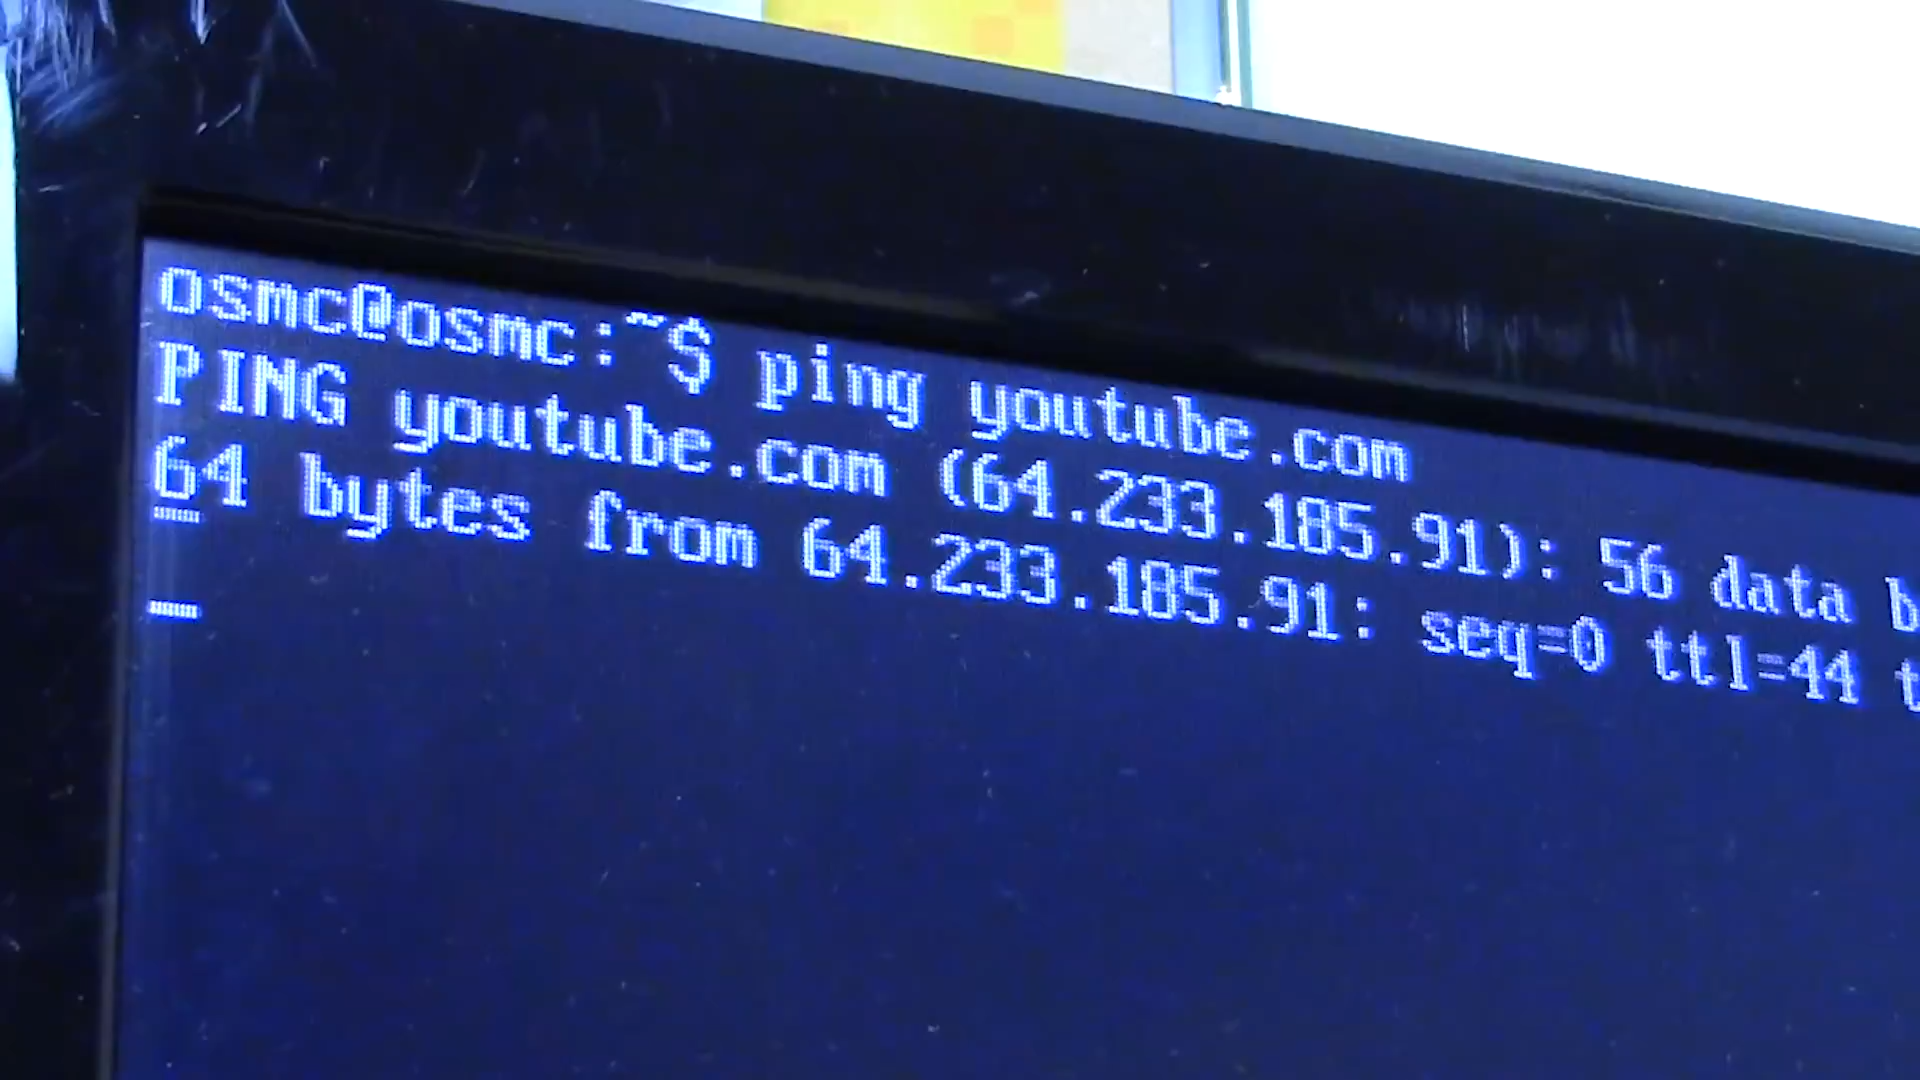 osmc@osmc:~$ ping youtube.com
PING youtube.com (64.233.185.91): 56 data b
64 bytes from 64.233.185.91: seq=0 ttl=44 t